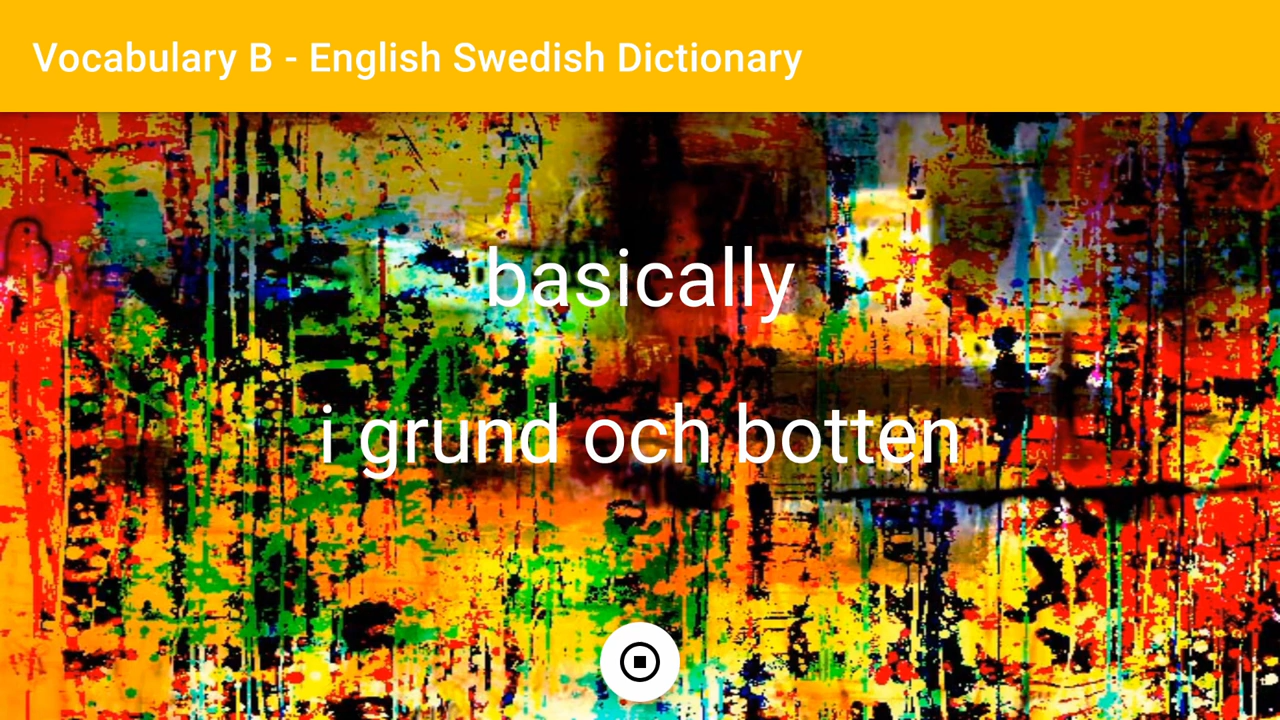 Vocabulary B - English Swedish Dictionary
basically
i grund och botten